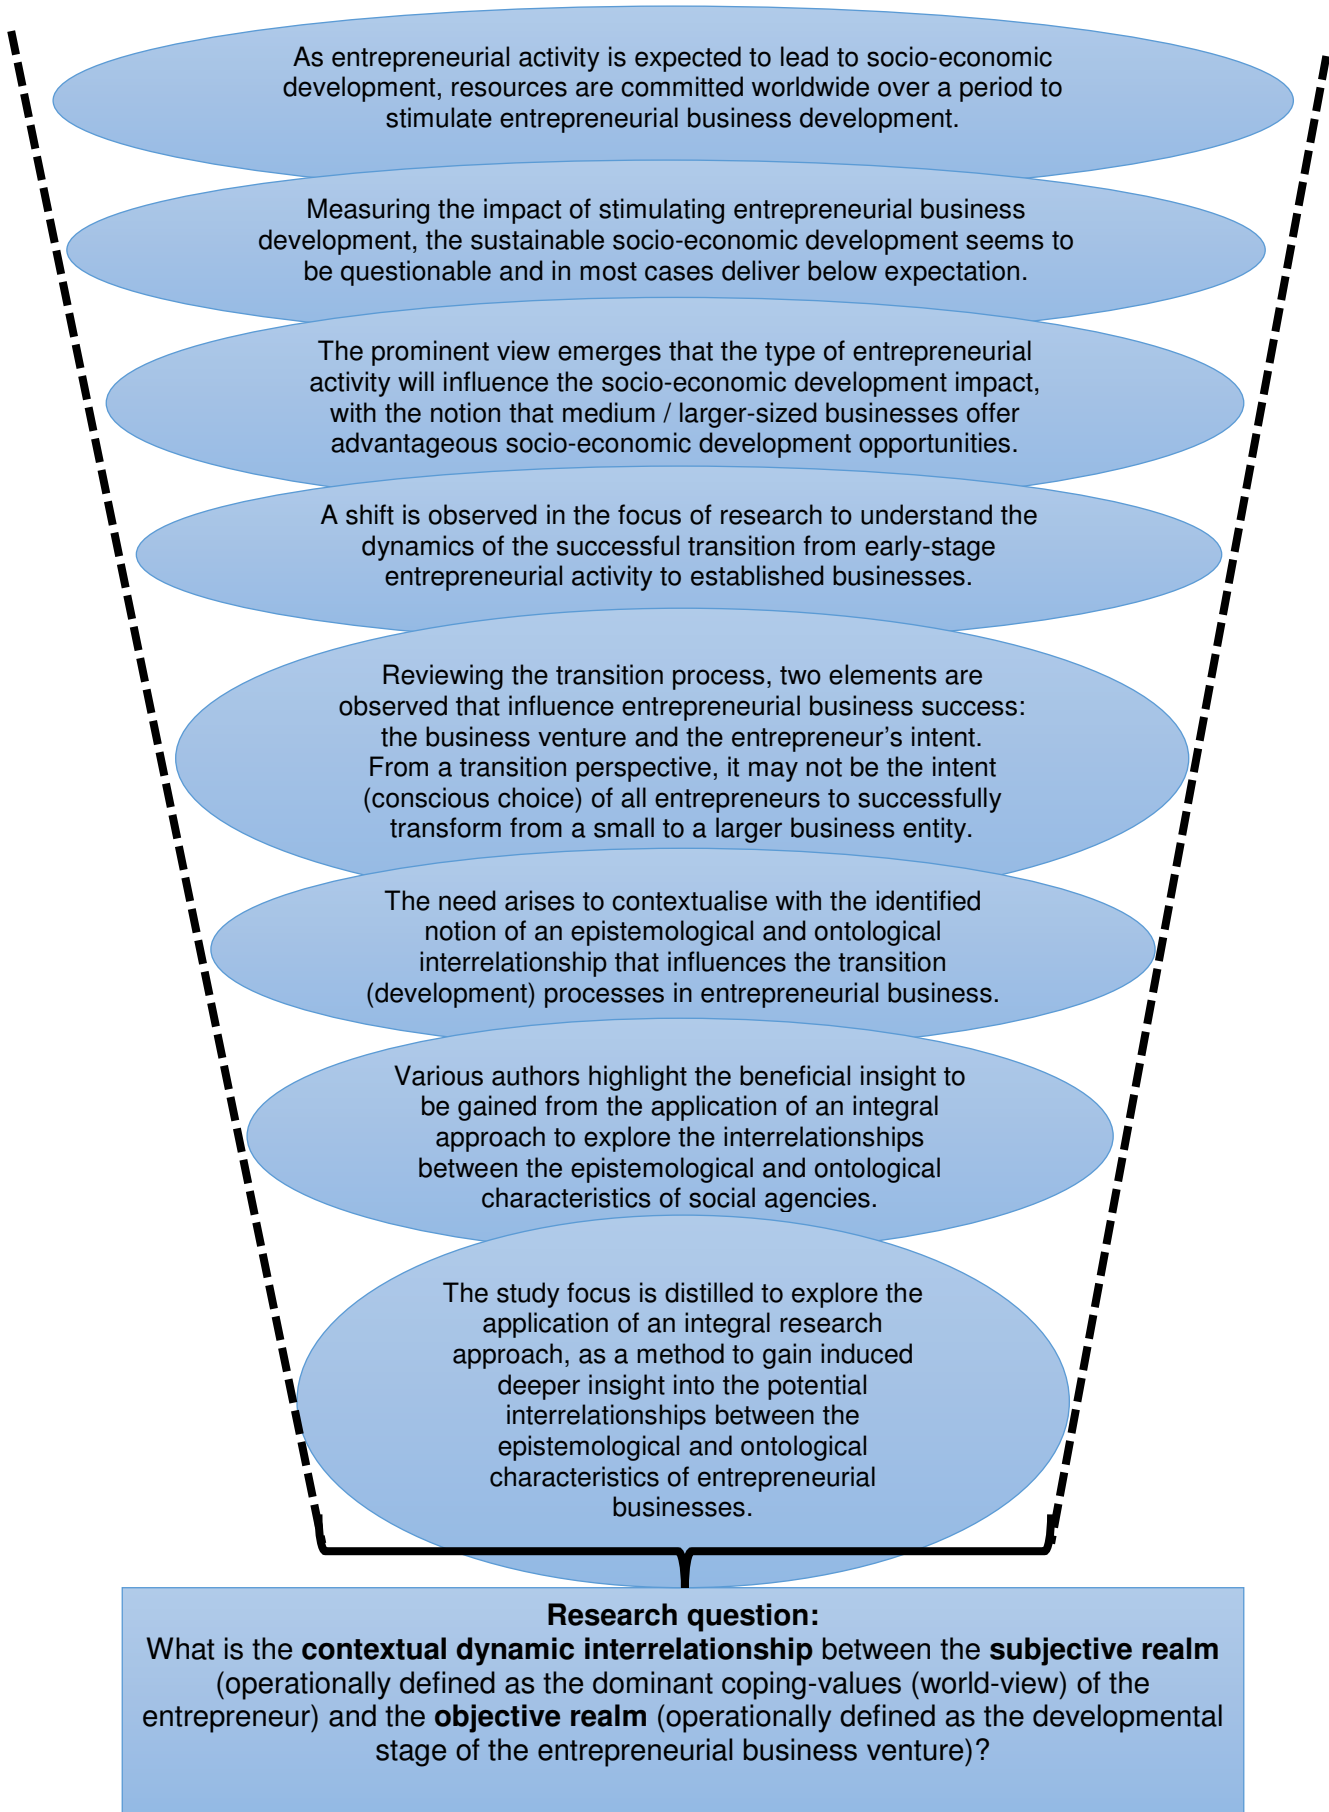 As entrepreneurial activity is expected to lead to socio-economic
development, resources are committed worldwide over a period to
stimulate entrepreneurial business development.
Measuring the impact of stimulating entrepreneurial business
development, the sustainable socio-economic development seems to
be questionable and in most cases deliver below expectation.
The prominent view emerges that the type of entrepreneurial
activity will influence the socio-economic development impact,
with the notion that medium / larger-sized businesses offer
advantageous socio-economic development opportunities.
A shift is observed in the focus of research to understand the
dynamics of the successful transition from early-stage
entrepreneurial activity to established businesses.
Reviewing the transition process, two elements are
observed that influence entrepreneurial business success:
the business venture and the entrepreneur’s intent.
From a transition perspective, it may not be the intent
(conscious choice) of all entrepreneurs to successfully
transform from a small to a larger business entity.
The need arises to contextualise with the identified
notion of an epistemological and ontological
interrelationship that influences the transition
(development) processes in entrepreneurial business.
Various authors highlight the beneficial insight to
be gained from the application of an integral
approach to explore the interrelationships
between the epistemological and ontological
characteristics of social agencies.
The study focus is distilled to explore the
application of an integral research
approach, as a method to gain induced
deeper insight into the potential
interrelationships between the
epistemological and ontological
characteristics of entrepreneurial
businesses.
Research question:
What is the contextual dynamic interrelationship between the subjective realm
(operationally defined as the dominant coping-values (world-view) of the
entrepreneur) and the objective realm (operationally defined as the developmental
stage of the entrepreneurial business venture)?